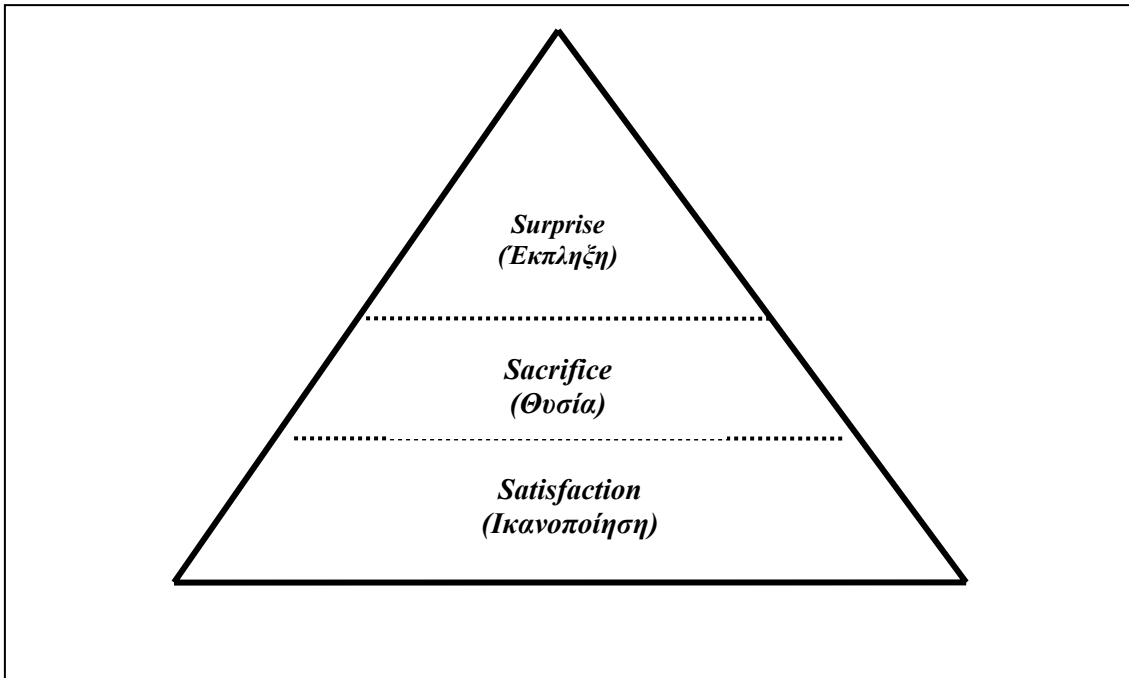 Surprise
(Έκπληξη)
Sacrifice
(Θυσία)
Satisfaction
(Ικανοποίηση)